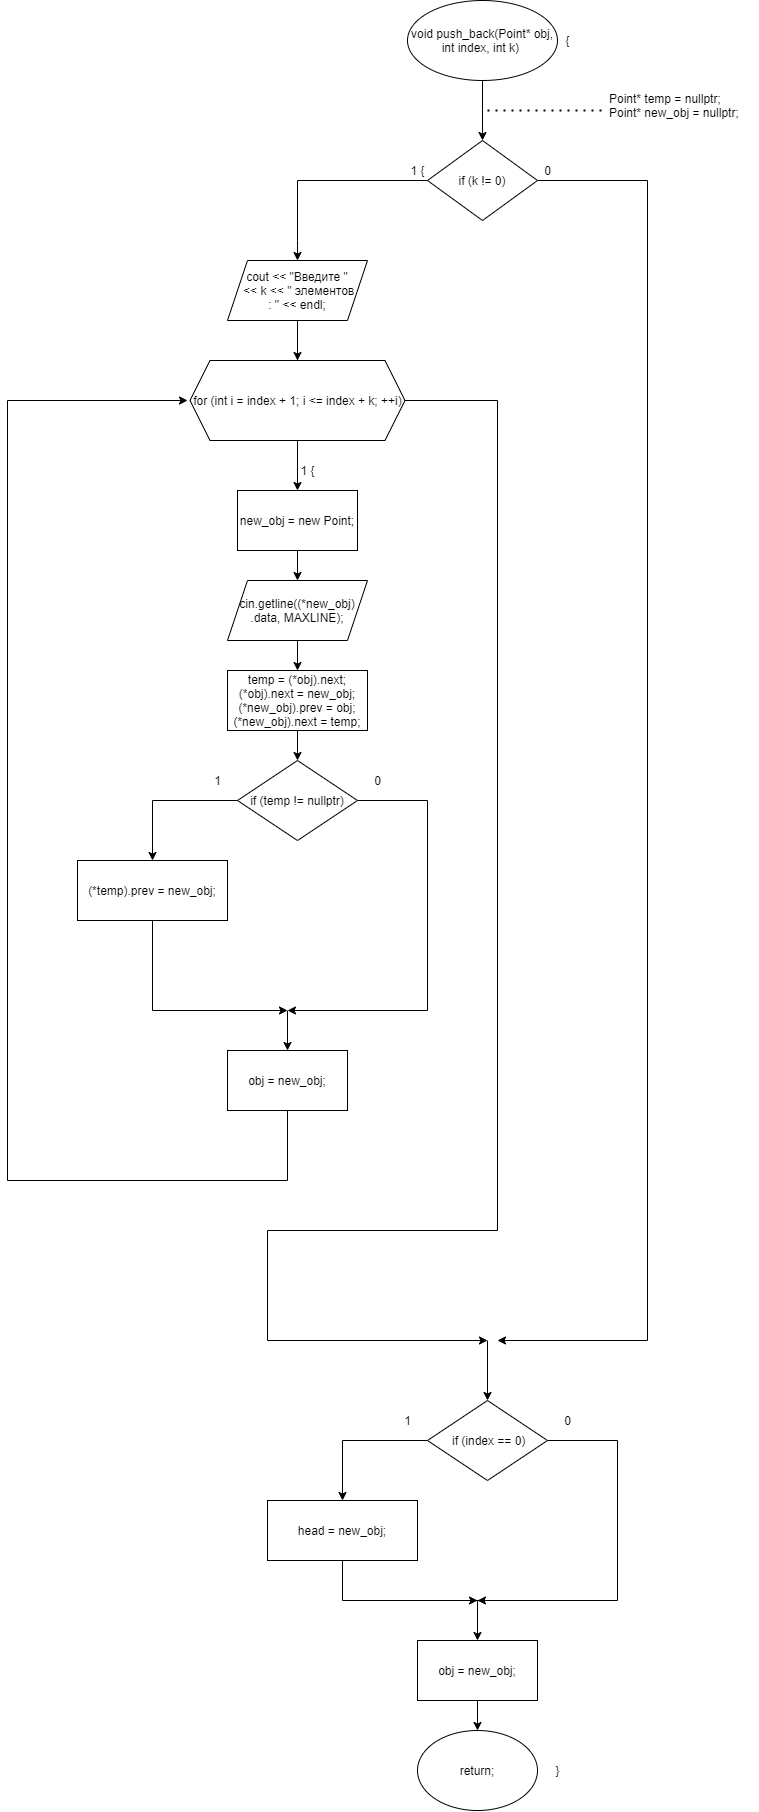 void push_back(Point* obj,
int index, int k)
{
Point* temp = nullptr;
Point* new_obj = nullptr;
if (k != 0)
1 {
0
cout << "Введите "
<< k << " элементов
: " << endl;
for (int i = index + 1; i <= index + k; ++i)
1 {
new_obj = new Point;
cin.getline((*new_obj)
.data, MAXLINE);
temp = (*obj).next;
(*obj).next = new_obj;
(*new_obj).prev = obj;
(*new_obj).next = temp;
1
0
if (temp != nullptr)
(*temp).prev = new_obj;
obj = new_obj;
1
0
if (index == 0)
head = new_obj;
obj = new_obj;
return;
}